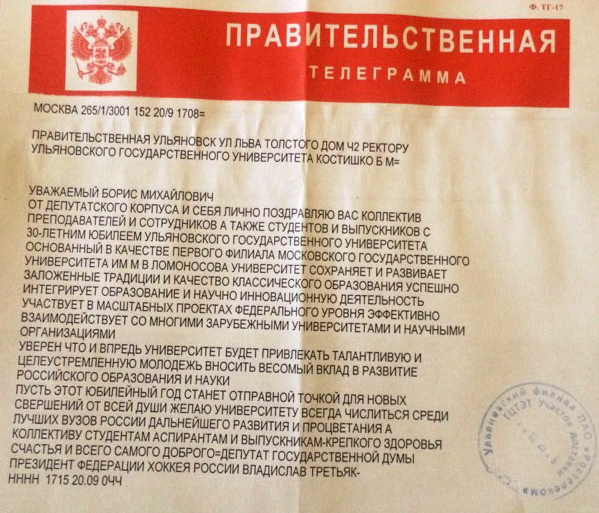 Ф. ТГ-17
ПРАВИТЕЛЬСТВЕННАЯ
ТЕЛЕГРАММА
МОСКВА 265/1/3001 152 20/9 1708=
ПРАВИТЕЛЬСТВЕННАЯ УЛЬЯНОВСК УЛ ЛЬВА ТОЛСТОГО ДОМ Ч2 РЕКТОРУ
УЛЬЯНОВСКОГО ГОСУДАРСТВЕННОГО УНИВЕРСИТЕТА КОСТИШКО Б М=
УВАЖАЕМЫЙ БОРИС МИХАЙЛОВИЧ
ОТ ДЕПУТАТСКОГО КОРПУСА И СЕБЯ ЛИЧНО ПОЗДРАВЛЯЮ ВАС КОЛЛЕКТИВ
ПРЕПОДАВАТЕЛЕЙ И СОТРУДНИКОВ А ТАКЖЕ СТУДЕНТОВ И ВЫПУСКНИКОВ С
30-ЛЕТНИМ ЮБИЛЕЕМ УЛЬЯНОВСКОГО ГОСУДАРСТВЕННОГО УНИВЕРСИТЕТА
ОСНОВАННЫЙ В КАЧЕСТВЕ ПЕРВОГО ФИЛИАЛА МОСКОВСКОГО ГОСУДАРСТВЕННОГО
УНИВЕРСИТЕТА ИМ М В ЛОМОНОСОВА УНИВЕРСИТЕТ СОХРАНЯЕТ И РАЗВИВАЕТ
ЗАЛОЖЕННЫЕ ТРАДИЦИИ И КАЧЕСТВО КЛАССИЧЕСКОГО ОБРАЗОВАНИЯ УСПЕШНО
ИНТЕГРИРУЕТ ОБРАЗОВАНИЕ И НАУЧНО ИННОВАЦИОННУЮ ДЕЯТЕЛЬНОСТЬ
УЧАСТВУЕТ В МАСШТАБНЫХ ПРОЕКТАХ ФЕДЕРАЛЬНОГО УРОВНЯ ЭФФЕКТИВНО
ВЗАИМОДЕЙСТВУЕТ СО МНОГИМИ ЗАРУБЕЖНЫМИ УНИВЕРСИТЕТАМИ И НАУЧНЫМИ
ОРГАНИЗАЦИЯМИ
УВЕРЕН ЧТО И ВПРЕДЬ УНИВЕРСИТЕТ БУДЕТ ПРИВЛЕКАТЬ ТАЛАНТЛИВУЮ И
ЦЕЛЕУСТРЕМЛЕННУЮ МОЛОДЕЖЬ ВНОСИТЬ ВЕСОМЫЙ ВКЛАД В РАЗВИТИЕ
РОССИЙСКОГО ОБРАЗОВАНИЯ И НАУКИ
ПУСТЬ ЭТОТ ЮБИЛЕЙНЫЙ ГОД СТАНЕТ ОТПРАВНОЙ ТОЧКОЙ ДЛЯ НОВЫХ
СВЕРШЕНИЙ ОТ ВСЕЙ ДУШИ ЖЕЛАЮ УНИВЕРСИТЕТУ ВСЕГДА ЧИСЛИТЬСЯ СРЕДИ
ЛУЧШИХ ВУЗОВ РОССИИ ДАЛЬНЕЙШЕГО РАЗВИТИЯ И ПРОЦВЕТАНИЯ А
КОЛЛЕКТИВУ СТУДЕНТАМ АСПИРАНТАМ И ВЫПУСКНИКАМ-КРЕПКОГО ЗДОРОВЬЯ
СЧАСТЬЯ И ВСЕГО САМОГО ДОБРОГО=ДЕПУТАТ ГОСУДАРСТВЕННОЙ ДУМЫ
ПРЕЗИДЕНТ ФЕДЕРАЦИИ ХОККЕЯ РОССИИ ВЛАДИСЛАВ ТРЕТЬЯК-
НННН 1715 20.09 0ЧЧ
Ульяновский филиал ПАО «Ростелеком»
ГЦТЭТ Участок доставки